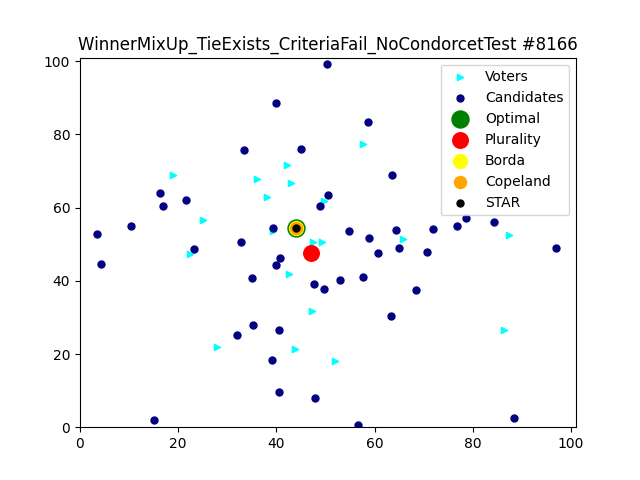 WinnerMixUp_TieExists_CriteriaFail_NoCondorcetTest #8166
100
80
60
40
20
0
0 20 40 60 80 100
Voters
Candidates
Optimal
Plurality
Borda
Copeland
STAR